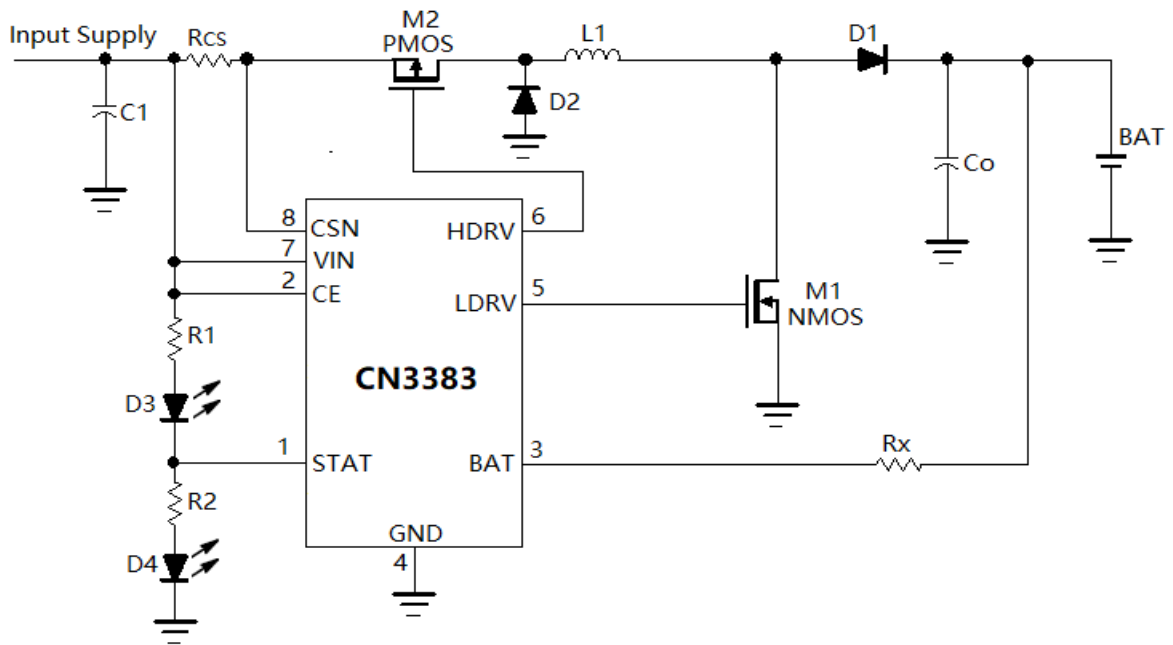 Input Supply
Rcs
M2
PMOS
L1
D1
C1
D2
Co
BAT
8
CSN
7
VIN
2
CE
HDRV
6
LDRV
5
M1
NMOS
R1
CN3383
D3
1
STAT
BAT
3
Rx
R2
GND
4
D4